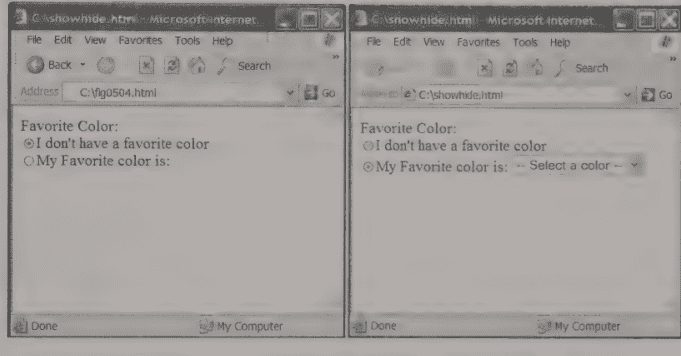 C:\showhide.html - Microsoft Internet
File Edit View Favorites Tools Help
Back Search
Address C:\fig0504.html Go
Favorite Color:
I don't have a favorite color
My Favorite color is:
Done My Computer
C:\showhide.html - Microsoft Internet
File Edit View Favorites Tools Help
Search
C:\showhide.html Go
Favorite Color:
I don't have a favorite color
My Favorite color is: -- Select a color --
Done My Computer